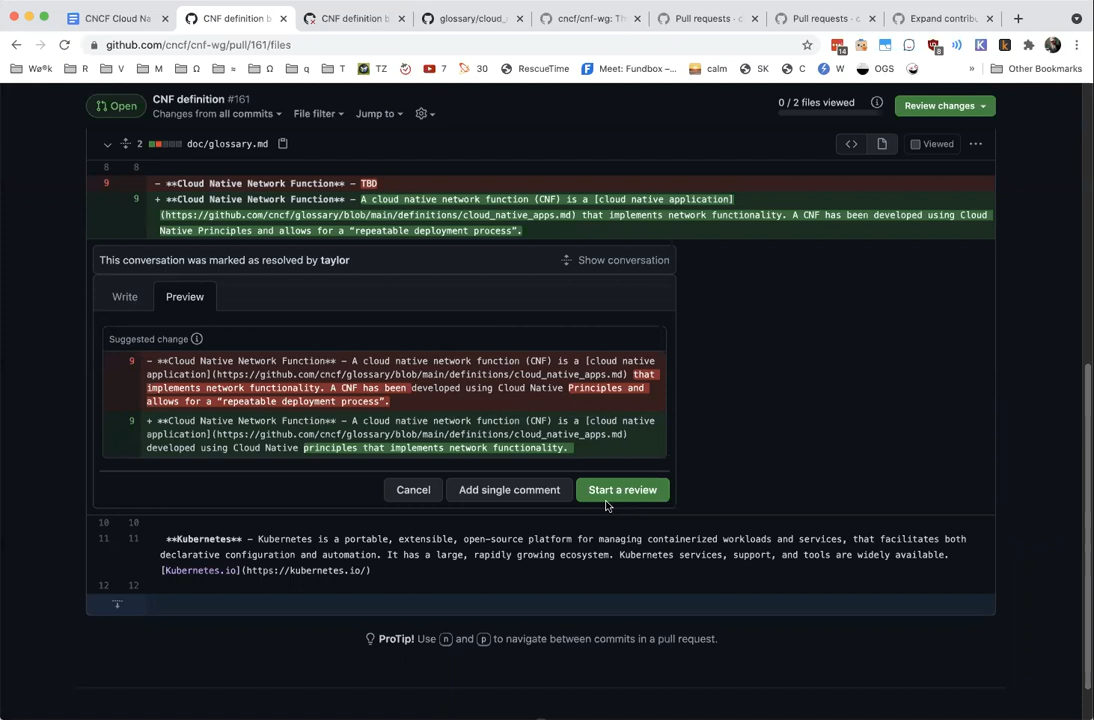 CNCF Cloud Na
CNF definition b
CNF definition b
glossary/cloud_
cncf/cnf-wg: Th
Pull requests · c
Pull requests · c
Expand contribu
github.com/cncf/cnf-wg/pull/161/files
14
8
Wø®k
R
V
M
Ω
≈
Ω
q
T
TZ
7
30
RescueTime
Meet: Fundbox –...
calm
SK
C
W
OGS
»
Other Bookmarks
Open
CNF definition #161
Changes from all commits
File filter
Jump to
0 / 2 files viewed
Review changes
2
doc/glossary.md
Viewed
8 8
9 - **Cloud Native Network Function** – TBD
9 + **Cloud Native Network Function** – A cloud native network function (CNF) is a [cloud native application]
(https://github.com/cncf/glossary/blob/main/definitions/cloud_native_apps.md) that implements network functionality. A CNF has been developed using Cloud
Native Principles and allows for a “repeatable deployment process”.
This conversation was marked as resolved by taylor
Show conversation
Write
Preview
Suggested change
9 - **Cloud Native Network Function** – A cloud native network function (CNF) is a [cloud native
application](https://github.com/cncf/glossary/blob/main/definitions/cloud_native_apps.md) that
implements network functionality. A CNF has been developed using Cloud Native Principles and
allows for a “repeatable deployment process”.
9 + **Cloud Native Network Function** – A cloud native network function (CNF) is a [cloud native
application](https://github.com/cncf/glossary/blob/main/definitions/cloud_native_apps.md)
developed using Cloud Native principles that implements network functionality.
Cancel
Add single comment
Start a review
10 10
11 11 **Kubernetes** – Kubernetes is a portable, extensible, open-source platform for managing containerized workloads and services, that facilitates both
declarative configuration and automation. It has a large, rapidly growing ecosystem. Kubernetes services, support, and tools are widely available.
[Kubernetes.io](https://kubernetes.io/)
12 12
ProTip! Use n and p to navigate between commits in a pull request.